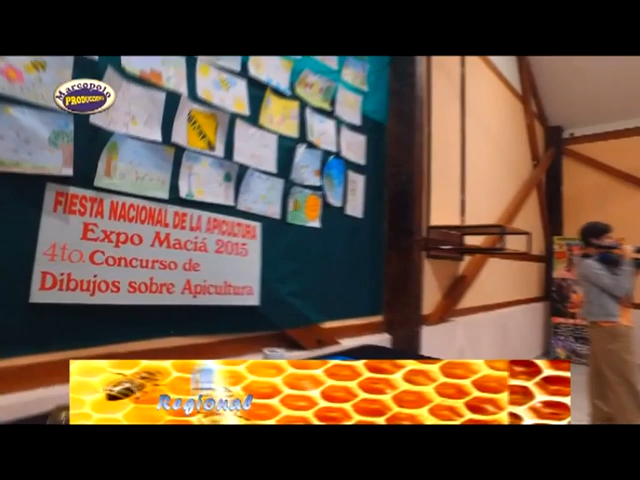 Marcopolo
PRODUCCIONES
FIESTA NACIONAL DE LA APICULTURA
Expo Maciá 2015
4to. Concurso de
Dibujos sobre Apicultura
Regional